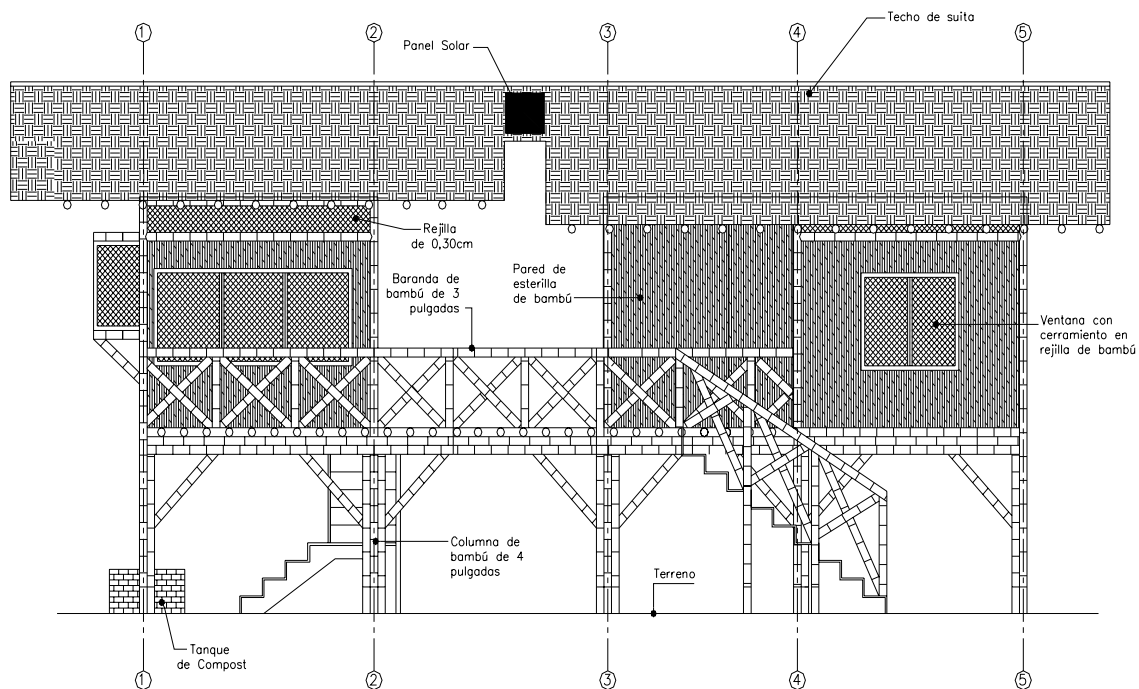 Techo de suita
1
2
3
4
5
Panel Solar
Rejilla
de 0,30cm
Baranda de
bambú de 3
pulgadas
Pared de
esterilla
de bambú
Ventana con
cerramiento en
rejilla de bambú
Columna de
bambú de 4
pulgadas
Terreno
Tanque
de Compost
1
2
3
4
5